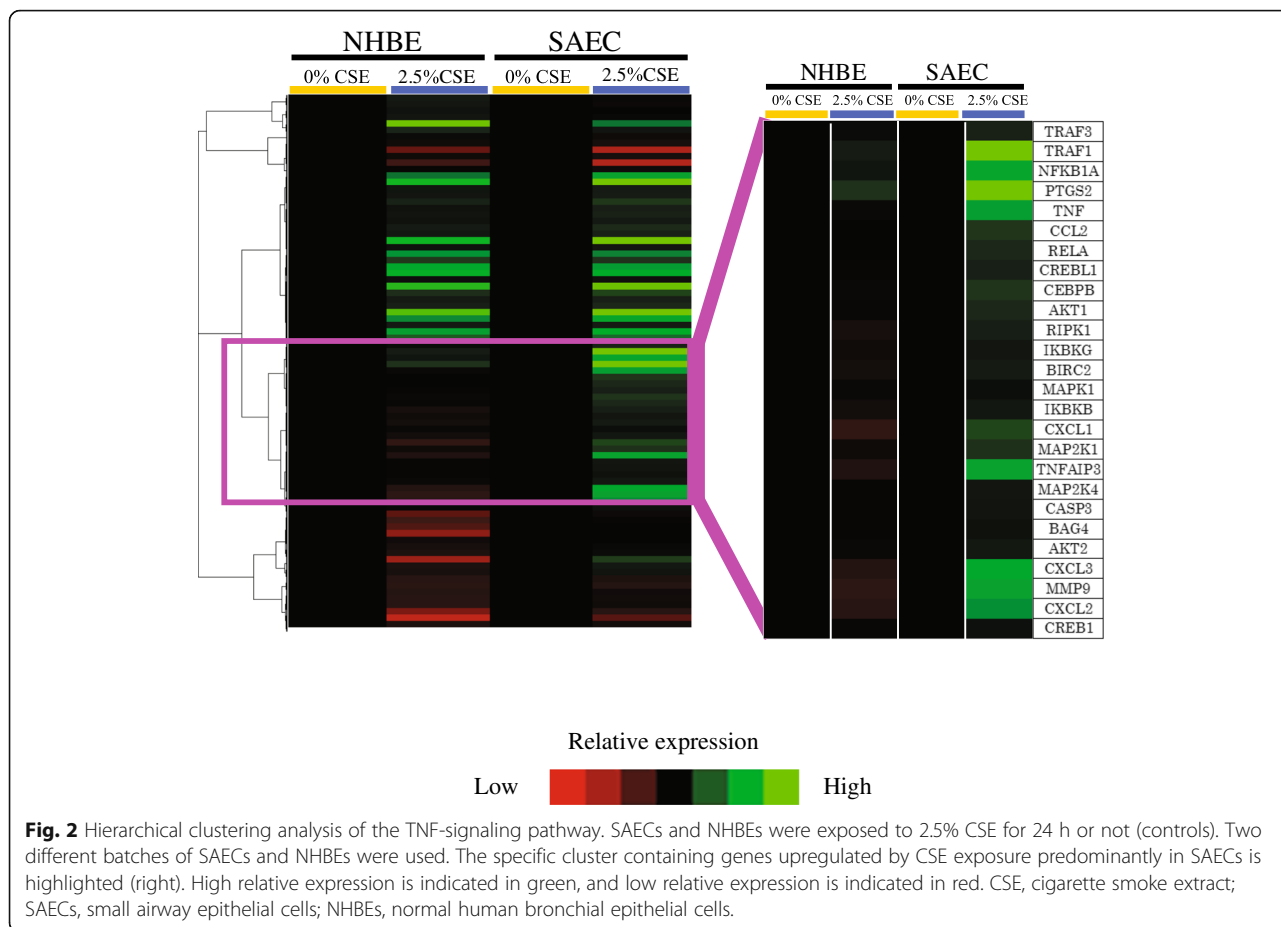 NHBE SAEC
0% CSE 2.5%CSE 0% CSE 2.5%CSE
NHBE SAEC
0% CSE 2.5% CSE 0% CSE 2.5% CSE
TRAF3
TRAF1
NFKB1A
PTGS2
TNF
CCL2
RELA
CREBL1
CEBPB
AKT1
RIPK1
IKBKG
BIRC2
MAPK1
IKBKB
CXCL1
MAP2K1
TNFAIP3
MAP2K4
CASP3
BAG4
AKT2
CXCL3
MMP9
CXCL2
CREB1
Relative expression
Low High
Fig. 2 Hierarchical clustering analysis of the TNF-signaling pathway. SAECs and NHBEs were exposed to 2.5% CSE for 24 h or not (controls). Two
different batches of SAECs and NHBEs were used. The specific cluster containing genes upregulated by CSE exposure predominantly in SAECs is
highlighted (right). High relative expression is indicated in green, and low relative expression is indicated in red. CSE, cigarette smoke extract;
SAECs, small airway epithelial cells; NHBEs, normal human bronchial epithelial cells.